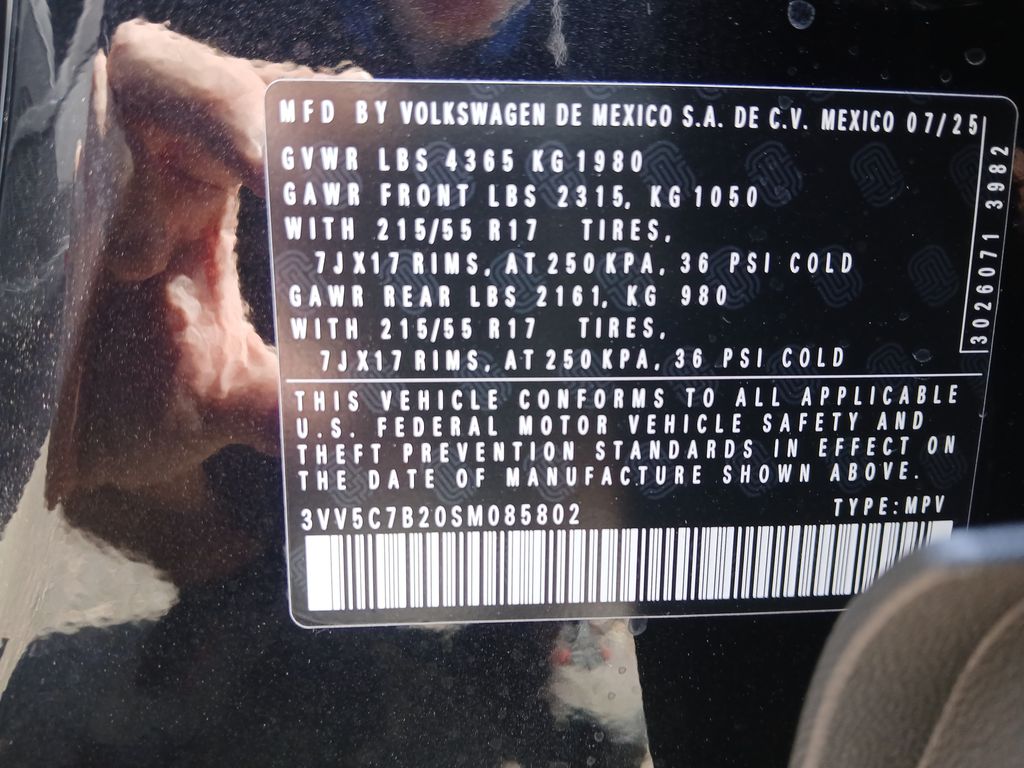 MFD BY VOLKSWAGEN DE MEXICO S.A. DE C.V. MEXICO 07/25
GVWR LBS 4365 KG 1980
GAWR FRONT LBS 2315, KG 1050
WITH 215/55 R17 TIRES,
7JX17 RIMS, AT 250KPA, 36 PSI COLD
GAWR REAR LBS 2161, KG 980
WITH 215/55 R17 TIRES,
7JX17 RIMS, AT 250KPA, 36 PSI COLD
3026071 3982
THIS VEHICLE CONFORMS TO ALL APPLICABLE
U.S. FEDERAL MOTOR VEHICLE SAFETY AND
THEFT PREVENTION STANDARDS IN EFFECT ON
THE DATE OF MANUFACTURE SHOWN ABOVE.
3VV5C7B20SM085802 TYPE:MPV